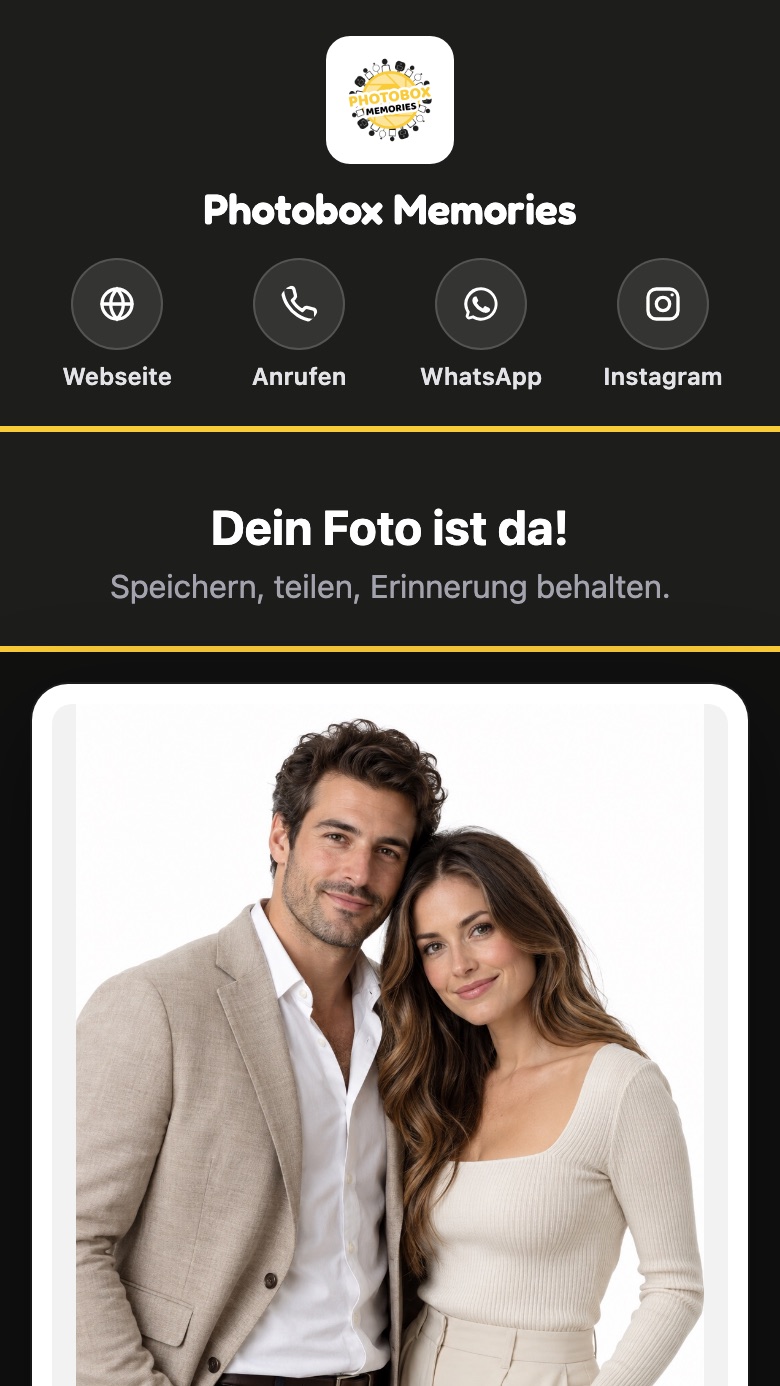 PHOTOBOX
MEMORIES
Photobox Memories
Webseite Anrufen WhatsApp Instagram
Dein Foto ist da!
Speichern, teilen, Erinnerung behalten.